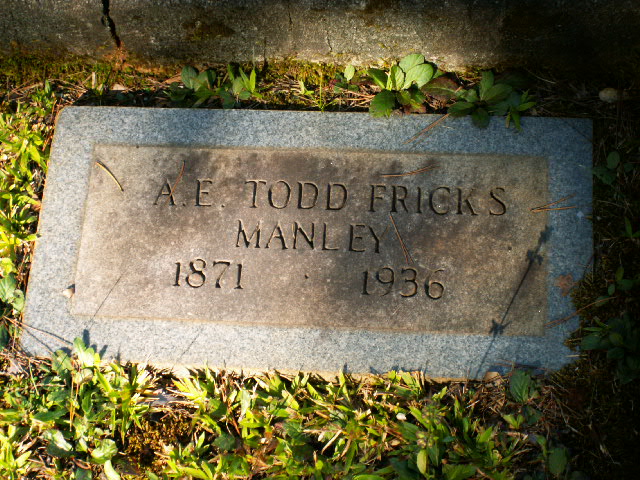 A.E. TODD FRICKS
MANLEY
1871 · 1936